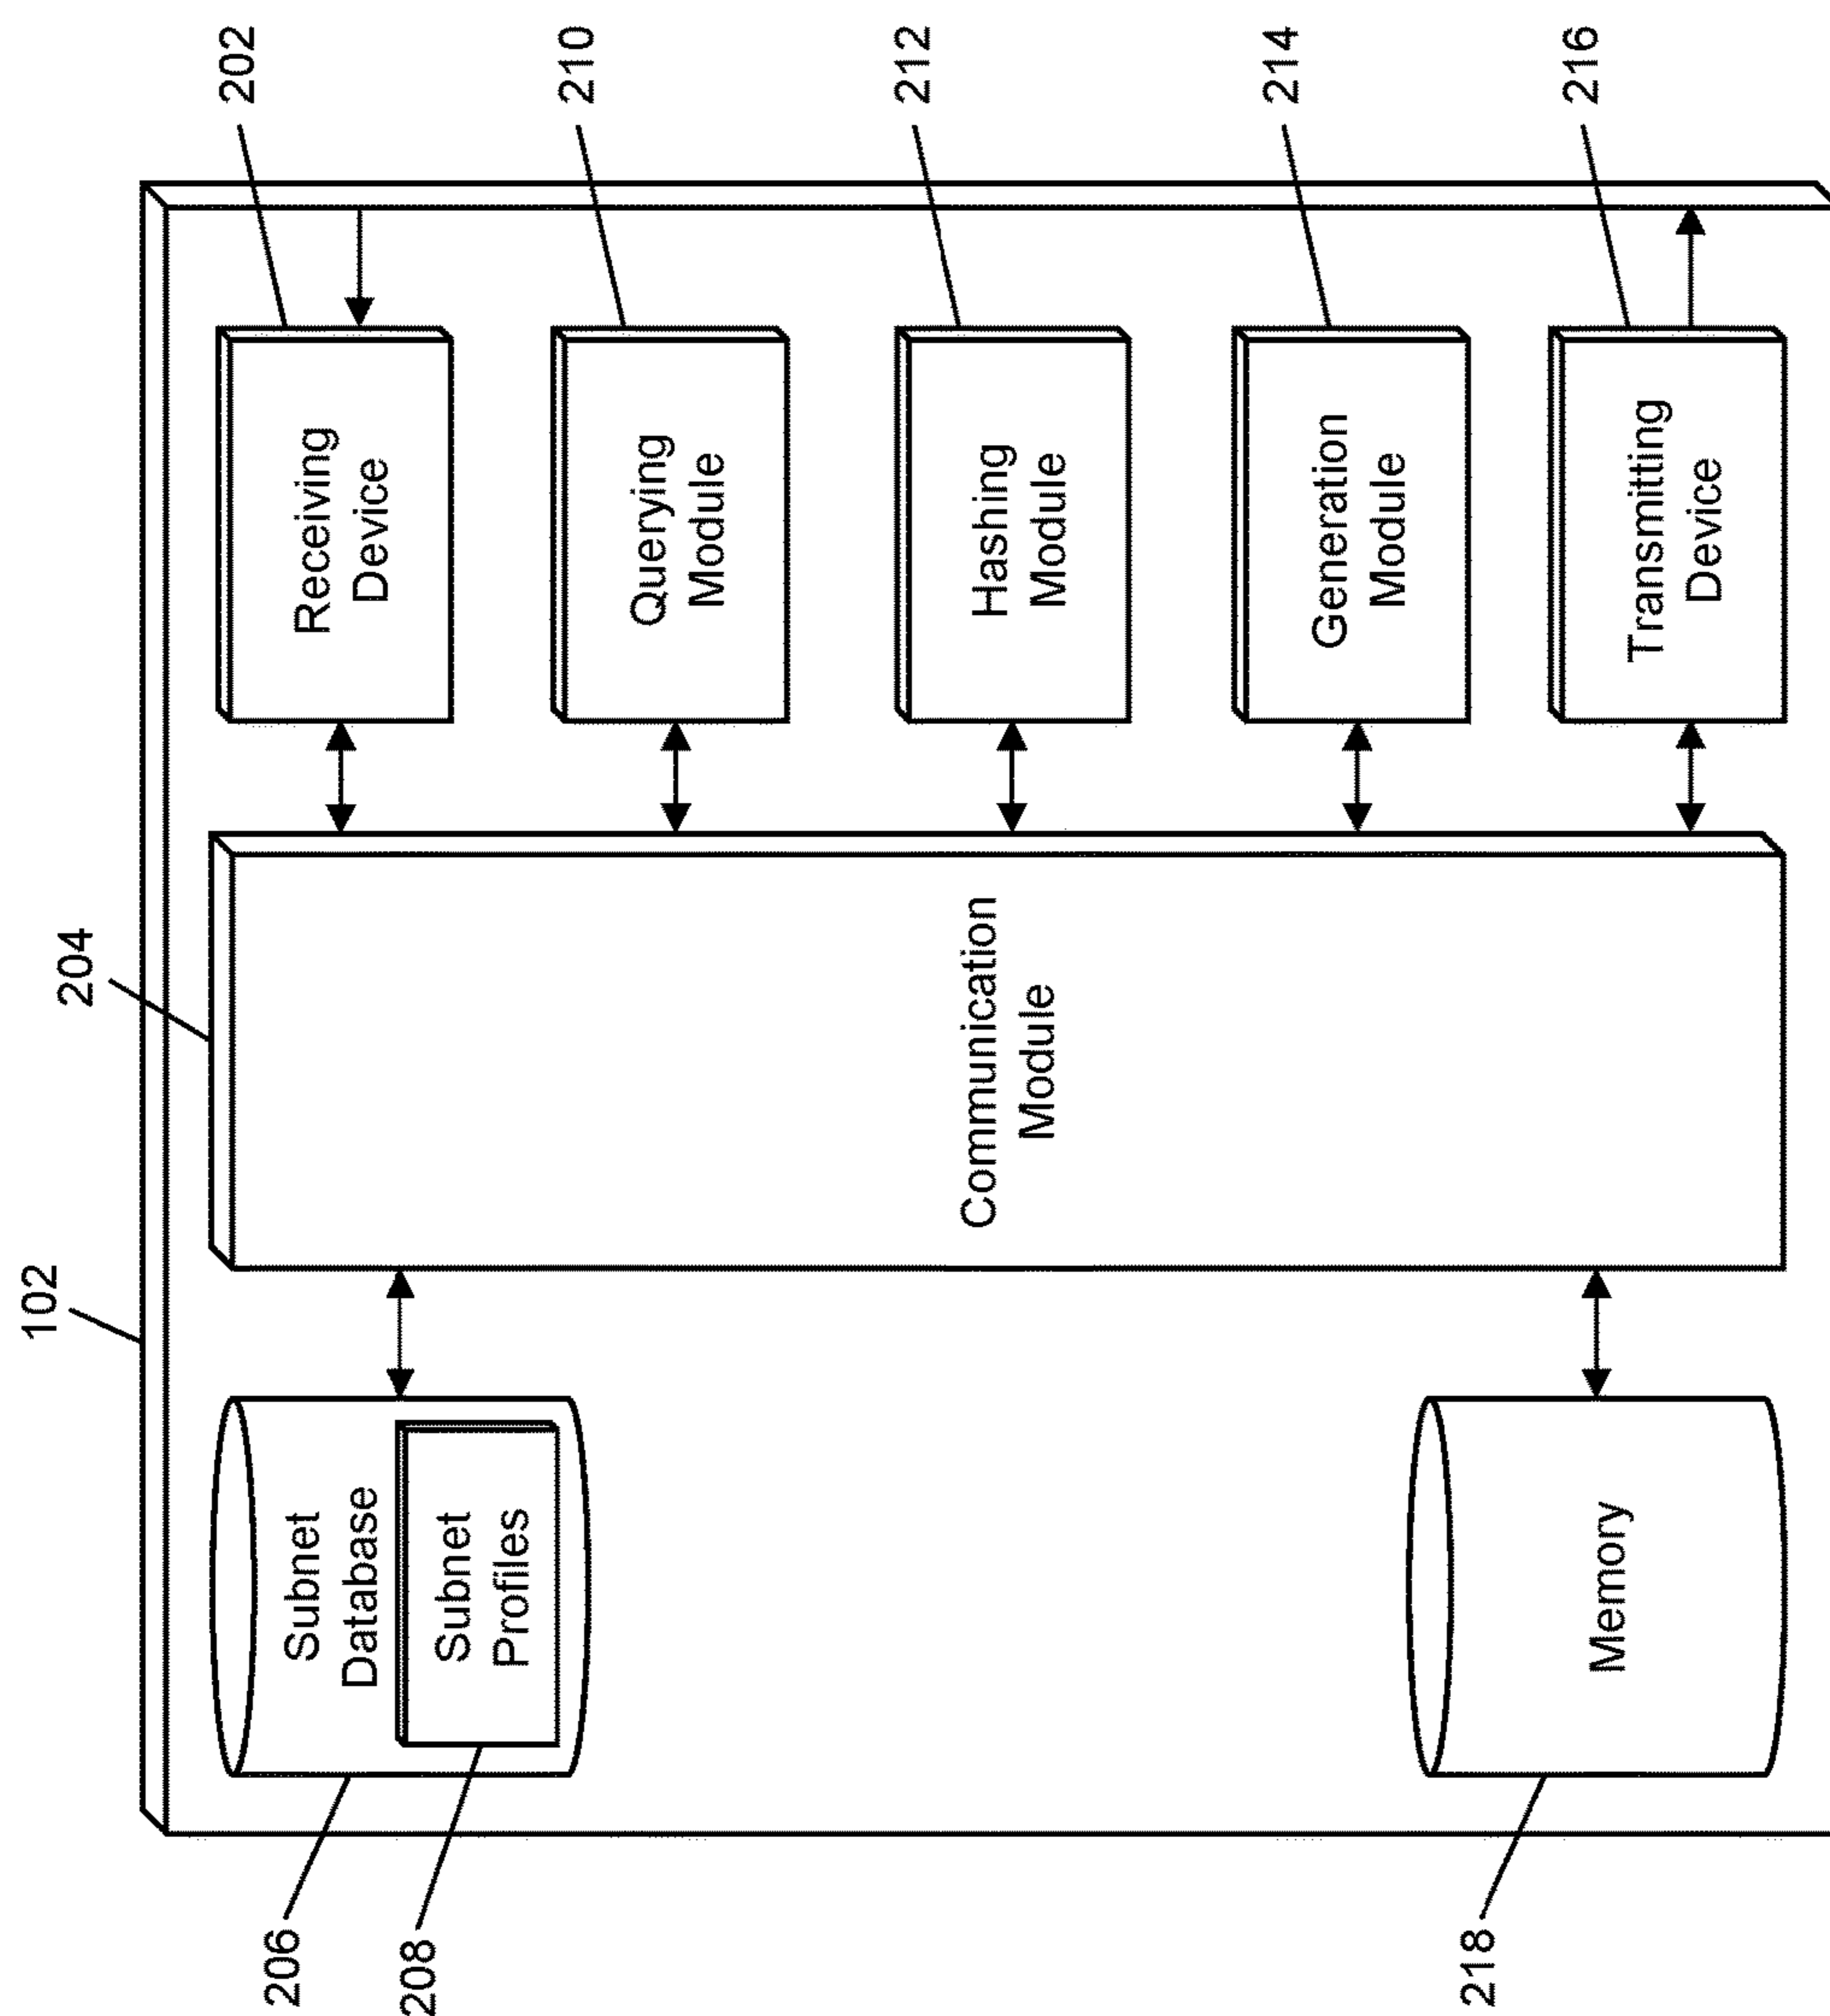 102
204
206
Subnet
Database
208
Subnet
Profiles
218
Memory
Communication
Module
Receiving
Device
202
Querying
Module
210
Hashing
Module
212
Generation
Module
214
Transmitting
Device
216